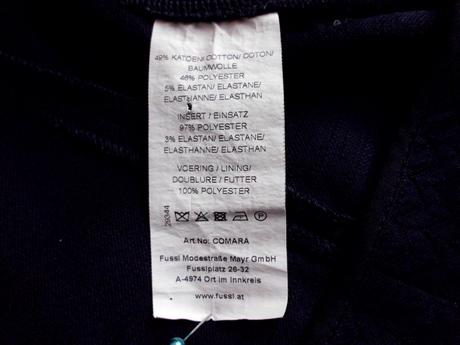 49% KATOEN/ COTTON/ COTON/
BAUMWOLLE
46% POLYESTER
5% ELASTAN/ ELASTANE/
ELASTHANNE/ ELASTHAN
INSERT / EINSATZ
97% POLYESTER
3% ELASTAN/ ELASTANE/
ELASTHANNE/ ELASTHAN
VOERING / LINING/
DOUBLURE / FUTTER
100% POLYESTER
29344
P
Art.No: COMARA
Fussl Modestraße Mayr GmbH
Fusslplatz 26-32
A-4974 Ort im Innkreis
www.fussl.at